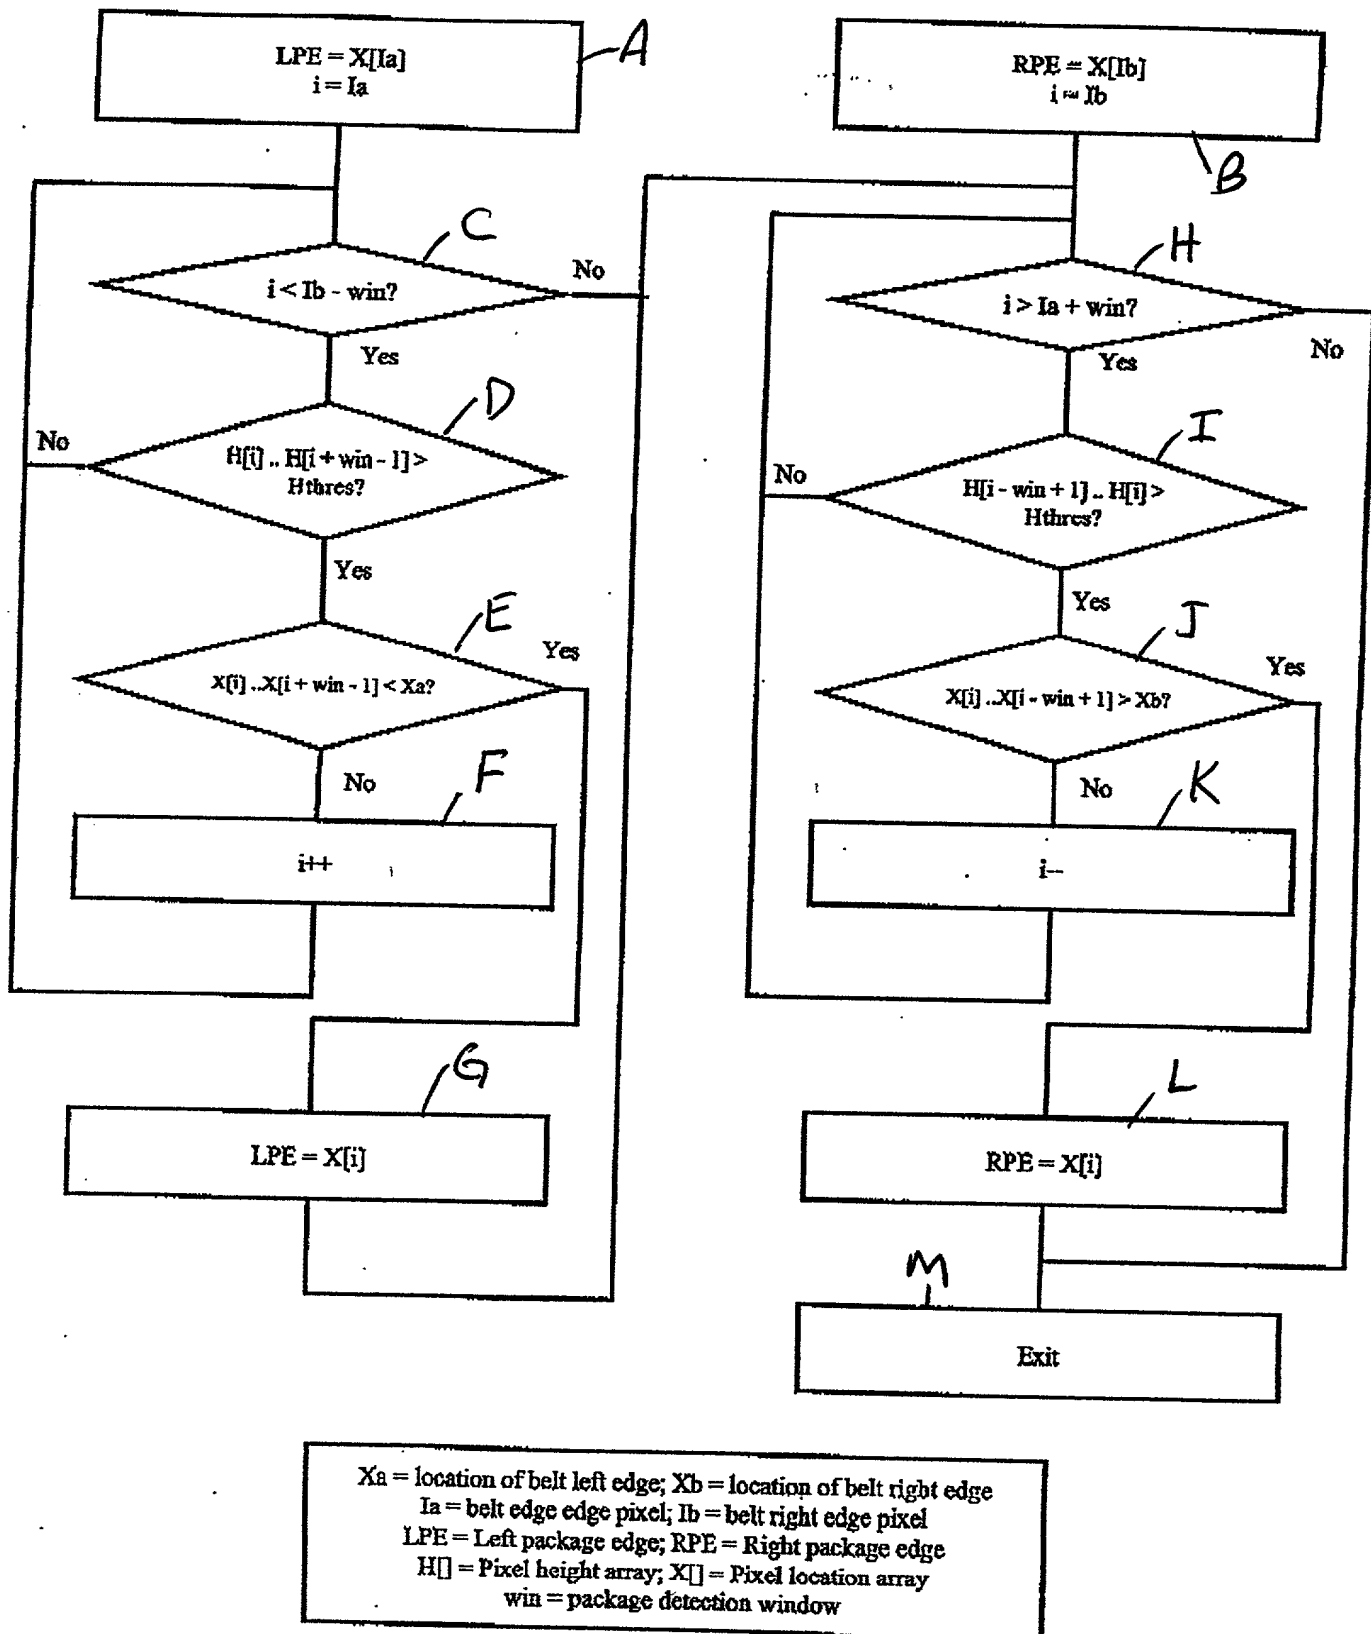 LPE = X[Ia]
i = Ia
A
C
i < Ib - win?
No
Yes
D
H[i] .. H[i + win - 1] >
Hthres?
No
Yes
E
X[i] ..X[i + win - 1] < Xa?
Yes
No
F
i++
G
LPE = X[i]
RPE = X[Ib]
i = Ib
B
H
i > Ia + win?
No
Yes
I
H[i - win + 1] .. H[i] >
Hthres?
No
Yes
J
X[i] ..X[i - win + 1] > Xb?
Yes
No
K
i--
L
RPE = X[i]
M
Exit
Xa = location of belt left edge; Xb = location of belt right edge
Ia = belt edge edge pixel; Ib = belt right edge pixel
LPE = Left package edge; RPE = Right package edge
H[] = Pixel height array; X[] = Pixel location array
win = package detection window